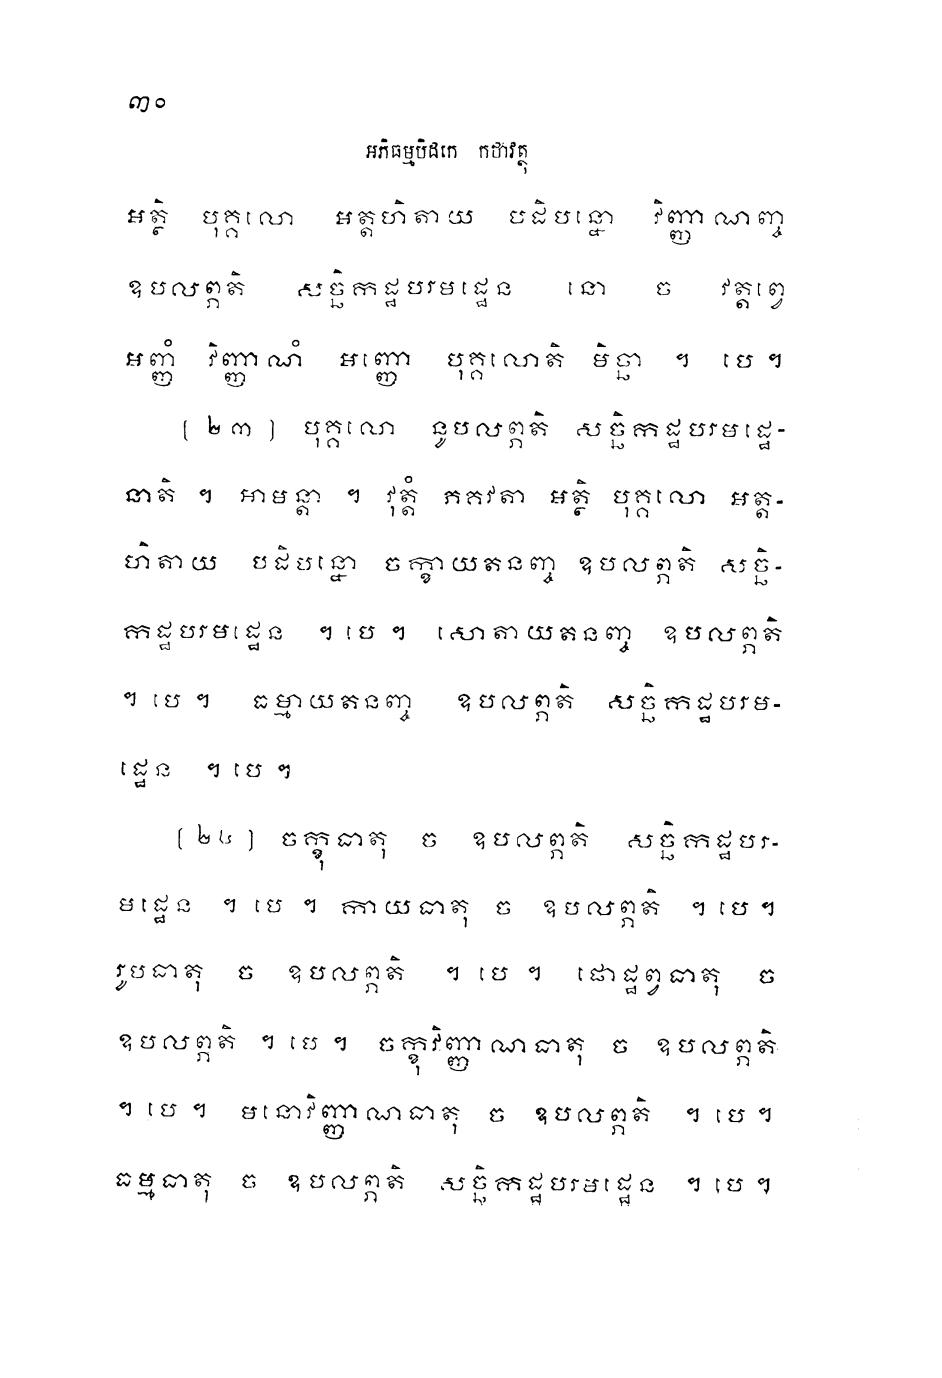 ៣០
អភិធម្មបិដកេ កថាវត្ថុ
អត្ថិ បុគ្គលោ អត្តហិតាយ បដិបន្នោ វិញ្ញាណញ្ច
ឧបលព្ភតិ សច្ចិកដ្ឋបរមដ្ឋេន នោ ច វត្តព្វេ
អញ្ញំ វិញ្ញាណំ អញ្ញោ បុគ្គលោតិ មិច្ឆា ។ បេ ។
(២៣) បុគ្គលោ នូបលព្ភតិ សច្ចិកដ្ឋបរមដ្ឋេ-
នាតិ ។ អាមន្តា ។ វុត្តំ ភគវតា អត្ថិ បុគ្គលោ អត្ត-
ហិតាយ បដិបន្នោ ចក្ខាយតនញ្ច ឧបលព្ភតិ សច្ចិ-
កដ្ឋបរមដ្ឋេន ។ បេ ។ សោតាយតនញ្ច ឧបលព្ភតិ
។ បេ ។ ធម្មាយតនញ្ច ឧបលព្ភតិ សច្ចិកដ្ឋបរម-
ដ្ឋេន ។ បេ ។
(២៤) ចក្ខុធាតុ ច ឧបលព្ភតិ សច្ចិកដ្ឋបរ-
មដ្ឋេន ។ បេ ។ កាយធាតុ ច ឧបលព្ភតិ ។ បេ ។
រូបធាតុ ច ឧបលព្ភតិ ។ បេ ។ ផោដ្ឋព្វធាតុ ច
ឧបលព្ភតិ ។ បេ ។ ចក្ខុវិញ្ញាណធាតុ ច ឧបលព្ភតិ
។ បេ ។ មនោវិញ្ញាណធាតុ ច ឧបលព្ភតិ ។ បេ ។
ធម្មធាតុ ច ឧបលព្ភតិ សច្ចិកដ្ឋបរមដ្ឋេន ។ បេ ។